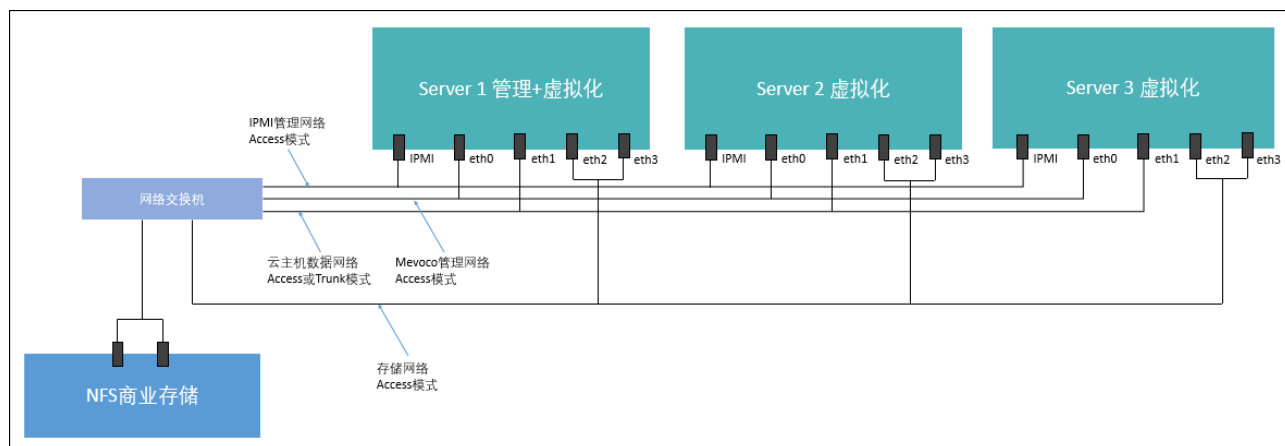 Server 1 管理+虚拟化
Server 2 虚拟化
Server 3 虚拟化
IPMI
eth0
eth1
eth2
eth3
IPMI
eth0
eth1
eth2
eth3
IPMI
eth0
eth1
eth2
eth3
IPMI管理网络
Access模式
网络交换机
云主机数据网络
Access或Trunk模式
Mevoco管理网络
Access模式
存储网络
Access模式
NFS商业存储